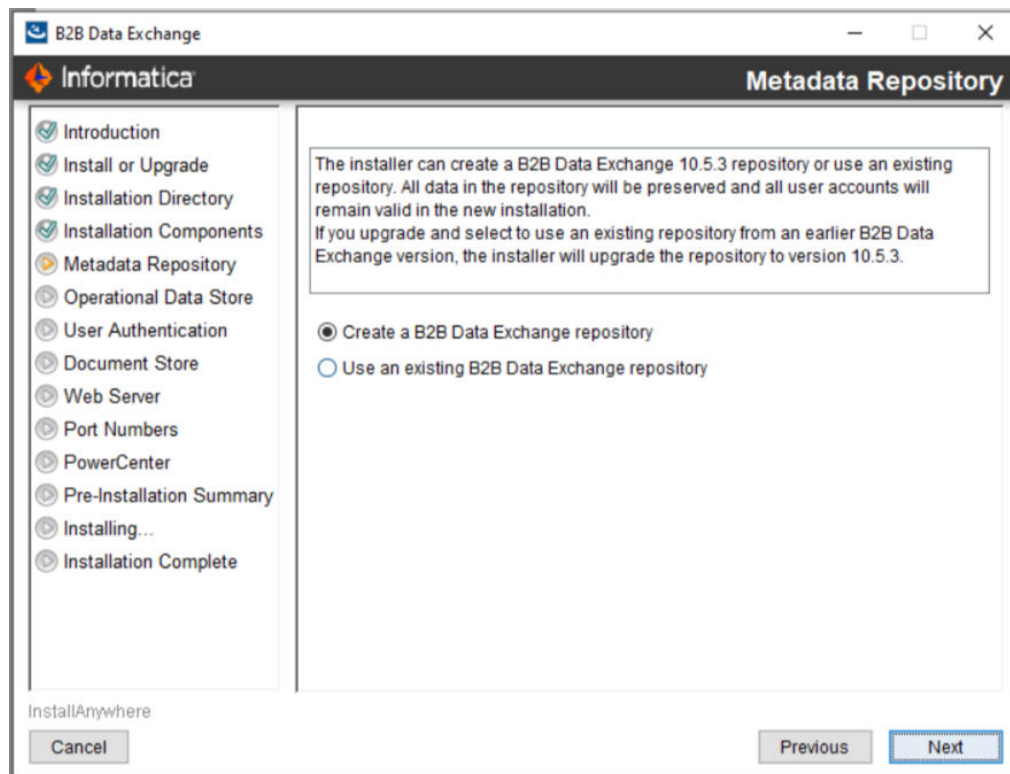 B2B Data Exchange
Informatica
Metadata Repository
Introduction
Install or Upgrade
Installation Directory
Installation Components
Metadata Repository
Operational Data Store
User Authentication
Document Store
Web Server
Port Numbers
PowerCenter
Pre-Installation Summary
Installing...
Installation Complete
The installer can create a B2B Data Exchange 10.5.3 repository or use an existing
repository. All data in the repository will be preserved and all user accounts will
remain valid in the new installation.
If you upgrade and select to use an existing repository from an earlier B2B Data
Exchange version, the installer will upgrade the repository to version 10.5.3.
Create a B2B Data Exchange repository
Use an existing B2B Data Exchange repository
InstallAnywhere
Cancel
Previous
Next